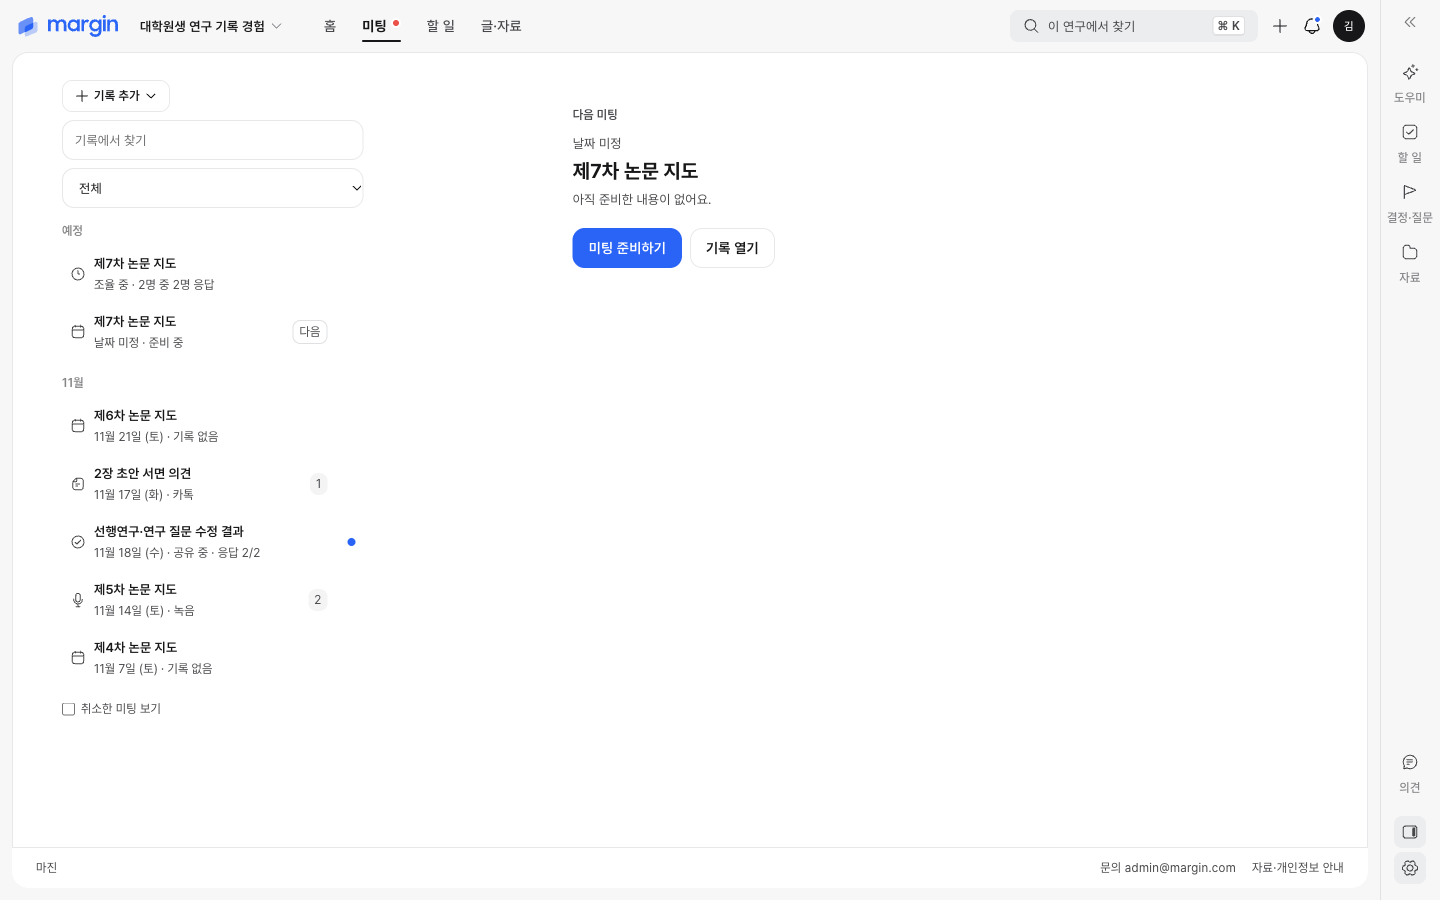 margin
대학원생 연구 기록 경험
홈
미팅
할 일
글·자료
이 연구에서 찾기
⌘ K
김
기록 추가
기록에서 찾기
전체
예정
제7차 논문 지도
조율 중 · 2명 중 2명 응답
제7차 논문 지도
날짜 미정 · 준비 중
다음
11월
제6차 논문 지도
11월 21일 (토) · 기록 없음
2장 초안 서면 의견
11월 17일 (화) · 카톡
1
선행연구·연구 질문 수정 결과
11월 18일 (수) · 공유 중 · 응답 2/2
제5차 논문 지도
11월 14일 (토) · 녹음
2
제4차 논문 지도
11월 7일 (토) · 기록 없음
취소한 미팅 보기
다음 미팅
날짜 미정
제7차 논문 지도
아직 준비한 내용이 없어요.
미팅 준비하기
기록 열기
도우미
할 일
결정·질문
자료
의견
마진
문의 admin@margin.com
자료·개인정보 안내